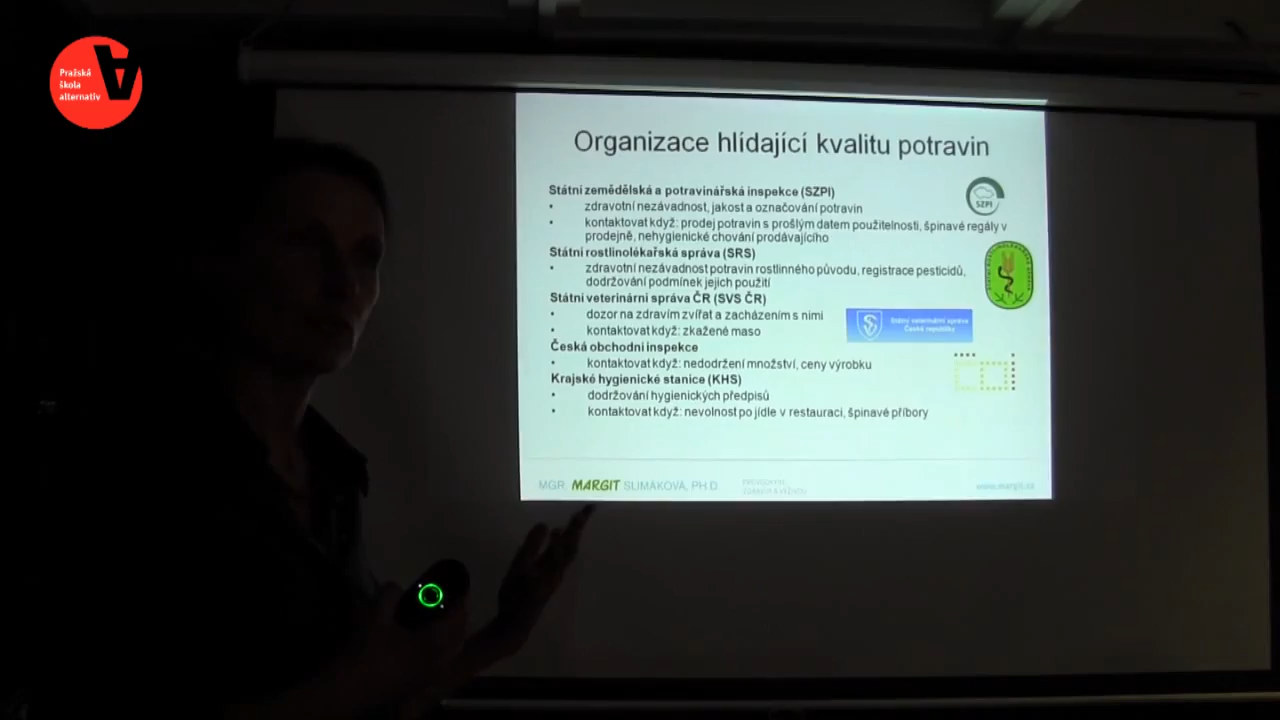 Pražská
škola
alternativ
Organizace hlídající kvalitu potravin
Státní zemědělská a potravinářská inspekce (SZPI)
• zdravotní nezávadnost, jakost a označování potravin
• kontaktovat když: prodej potravin s prošlým datem použitelnosti, špinavé regály v
prodejně, nehygienické chování prodávajícího
SZPI
Státní rostlinolékařská správa (SRS)
• zdravotní nezávadnost potravin rostlinného původu, registrace pesticidů,
dodržování podmínek jejich použití
Státní veterinární správa ČR (SVS ČR)
• dozor na zdravím zvířat a zacházením s nimi
• kontaktovat když: zkažené maso
Státní veterinární správa
České republiky
Česká obchodní inspekce
• kontaktovat když: nedodržení množství, ceny výrobku
Krajské hygienické stanice (KHS)
• dodržování hygienických předpisů
• kontaktovat když: nevolnost po jídle v restauraci, špinavé příbory
MGR. MARGIT SLIMÁKOVÁ, PH.D.
www.margit.cz